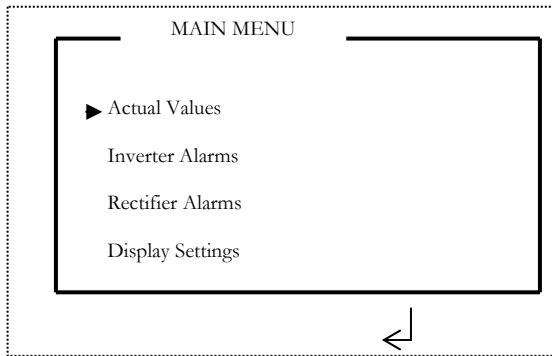 MAIN MENU
Actual Values
Inverter Alarms
Rectifier Alarms
Display Settings